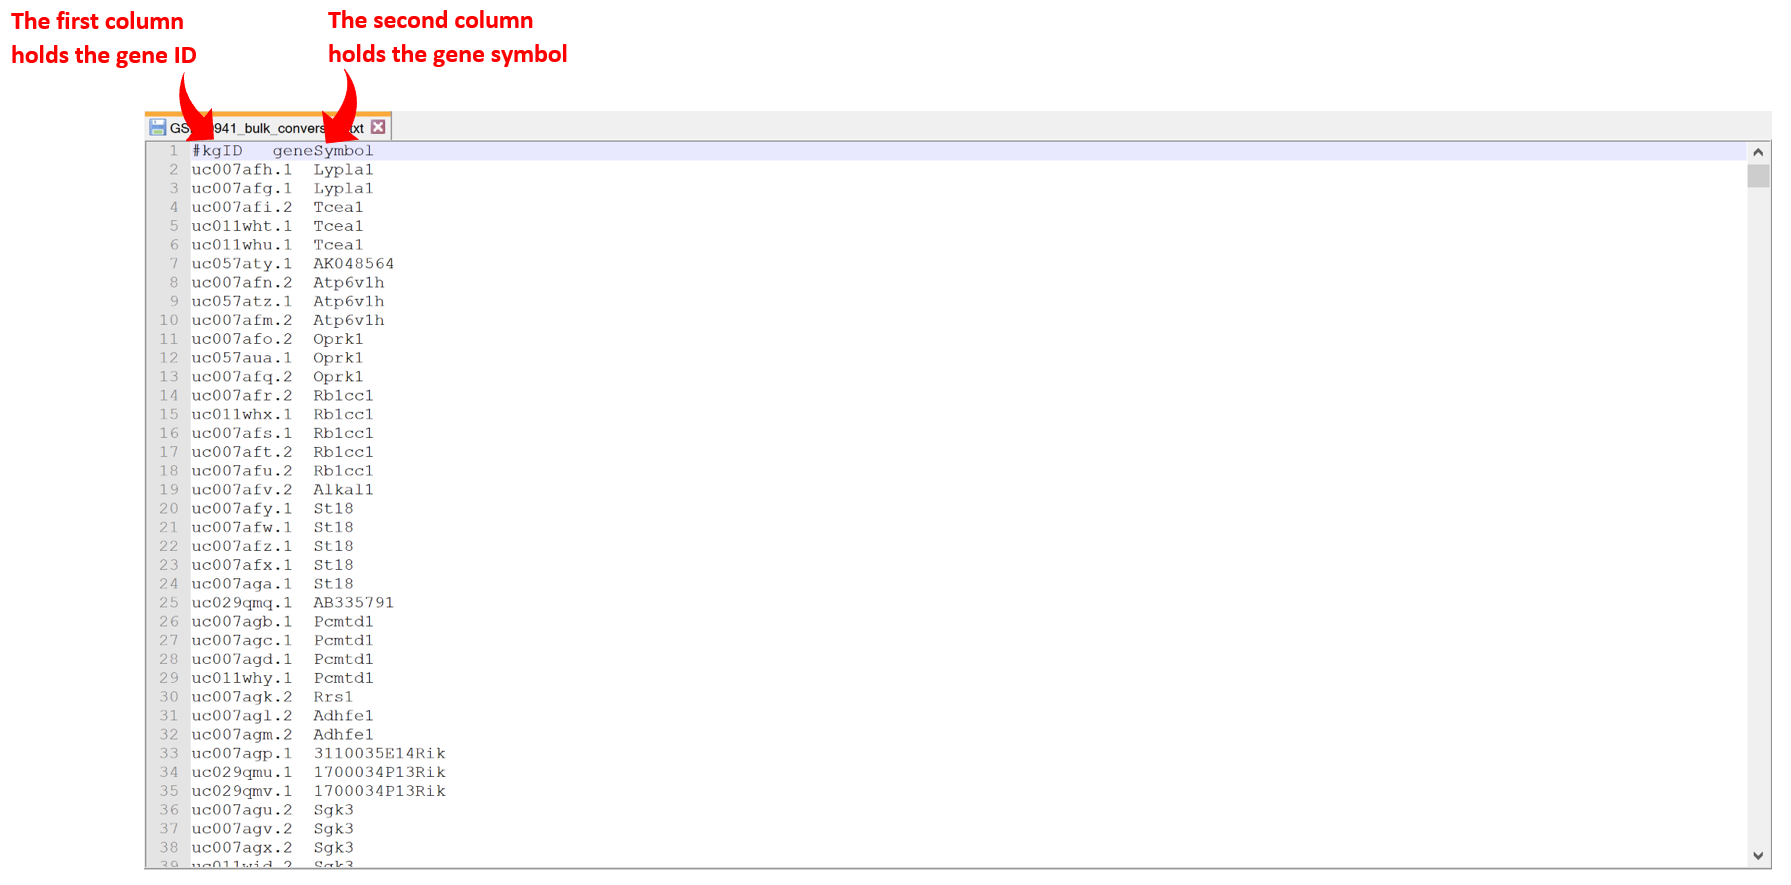 The first column
holds the gene ID
The second column
holds the gene symbol
941_bulk_convers
1 #kgID geneSymbol
2 uc007afh.1 Lypla1
3 uc007afg.1 Lypla1
4 uc007afi.2 Tcea1
5 uc011wht.1 Tcea1
6 uc011whu.1 Tcea1
7 uc057aty.1 AK048564
8 uc007afn.2 Atp6v1h
9 uc057atz.1 Atp6v1h
10 uc007afm.2 Atp6v1h
11 uc007afo.2 Oprk1
12 uc057aua.1 Oprk1
13 uc007afq.2 Oprk1
14 uc007afr.2 Rb1cc1
15 uc011whx.1 Rb1cc1
16 uc007afs.1 Rb1cc1
17 uc007aft.2 Rb1cc1
18 uc007afu.2 Rb1cc1
19 uc007afv.2 Alkal1
20 uc007afy.1 St18
21 uc007afw.1 St18
22 uc007afz.1 St18
23 uc007afx.1 St18
24 uc007aga.1 St18
25 uc029qmq.1 AB335791
26 uc007agb.1 Pcmtd1
27 uc007agc.1 Pcmtd1
28 uc007agd.1 Pcmtd1
29 uc011why.1 Pcmtd1
30 uc007agk.2 Rrs1
31 uc007agl.2 Adhfe1
32 uc007agm.2 Adhfe1
33 uc007agp.1 3110035E14Rik
34 uc029qmu.1 1700034P13Rik
35 uc029qmv.1 1700034P13Rik
36 uc007agu.2 Sgk3
37 uc007agv.2 Sgk3
38 uc007agx.2 Sgk3
39 uc011wid.2 Sgk3